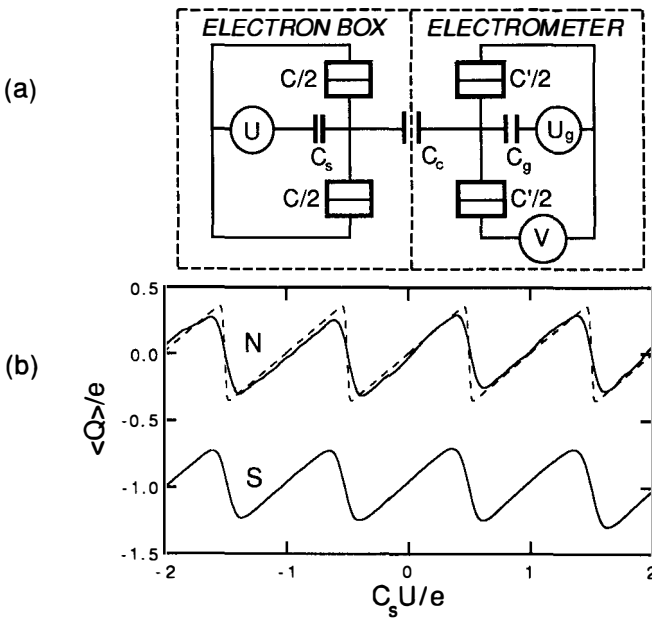 ELECTRON BOX ELECTROMETER
(a)
C/2 C'/2
U U_g
C_s C_c C_g
C/2 C'/2
V
(b)
<Q>/e
0.5
0.0
-0.5
-1.0
-1.5
N
S
-2 -1 0 1 2
C_sU/e